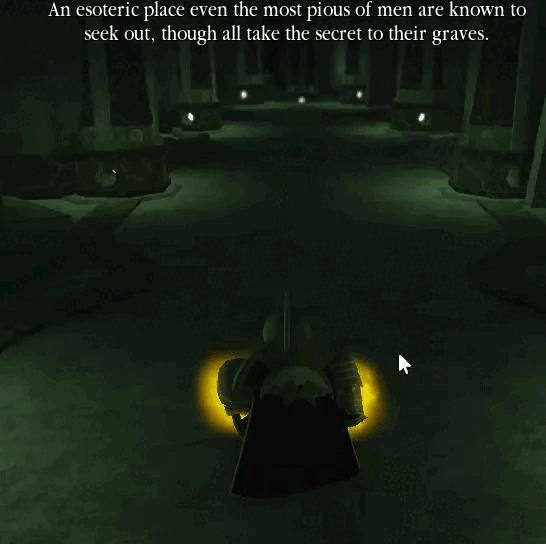 An esoteric place even the most pious of men are known to
seek out, though all take the secret to their graves.